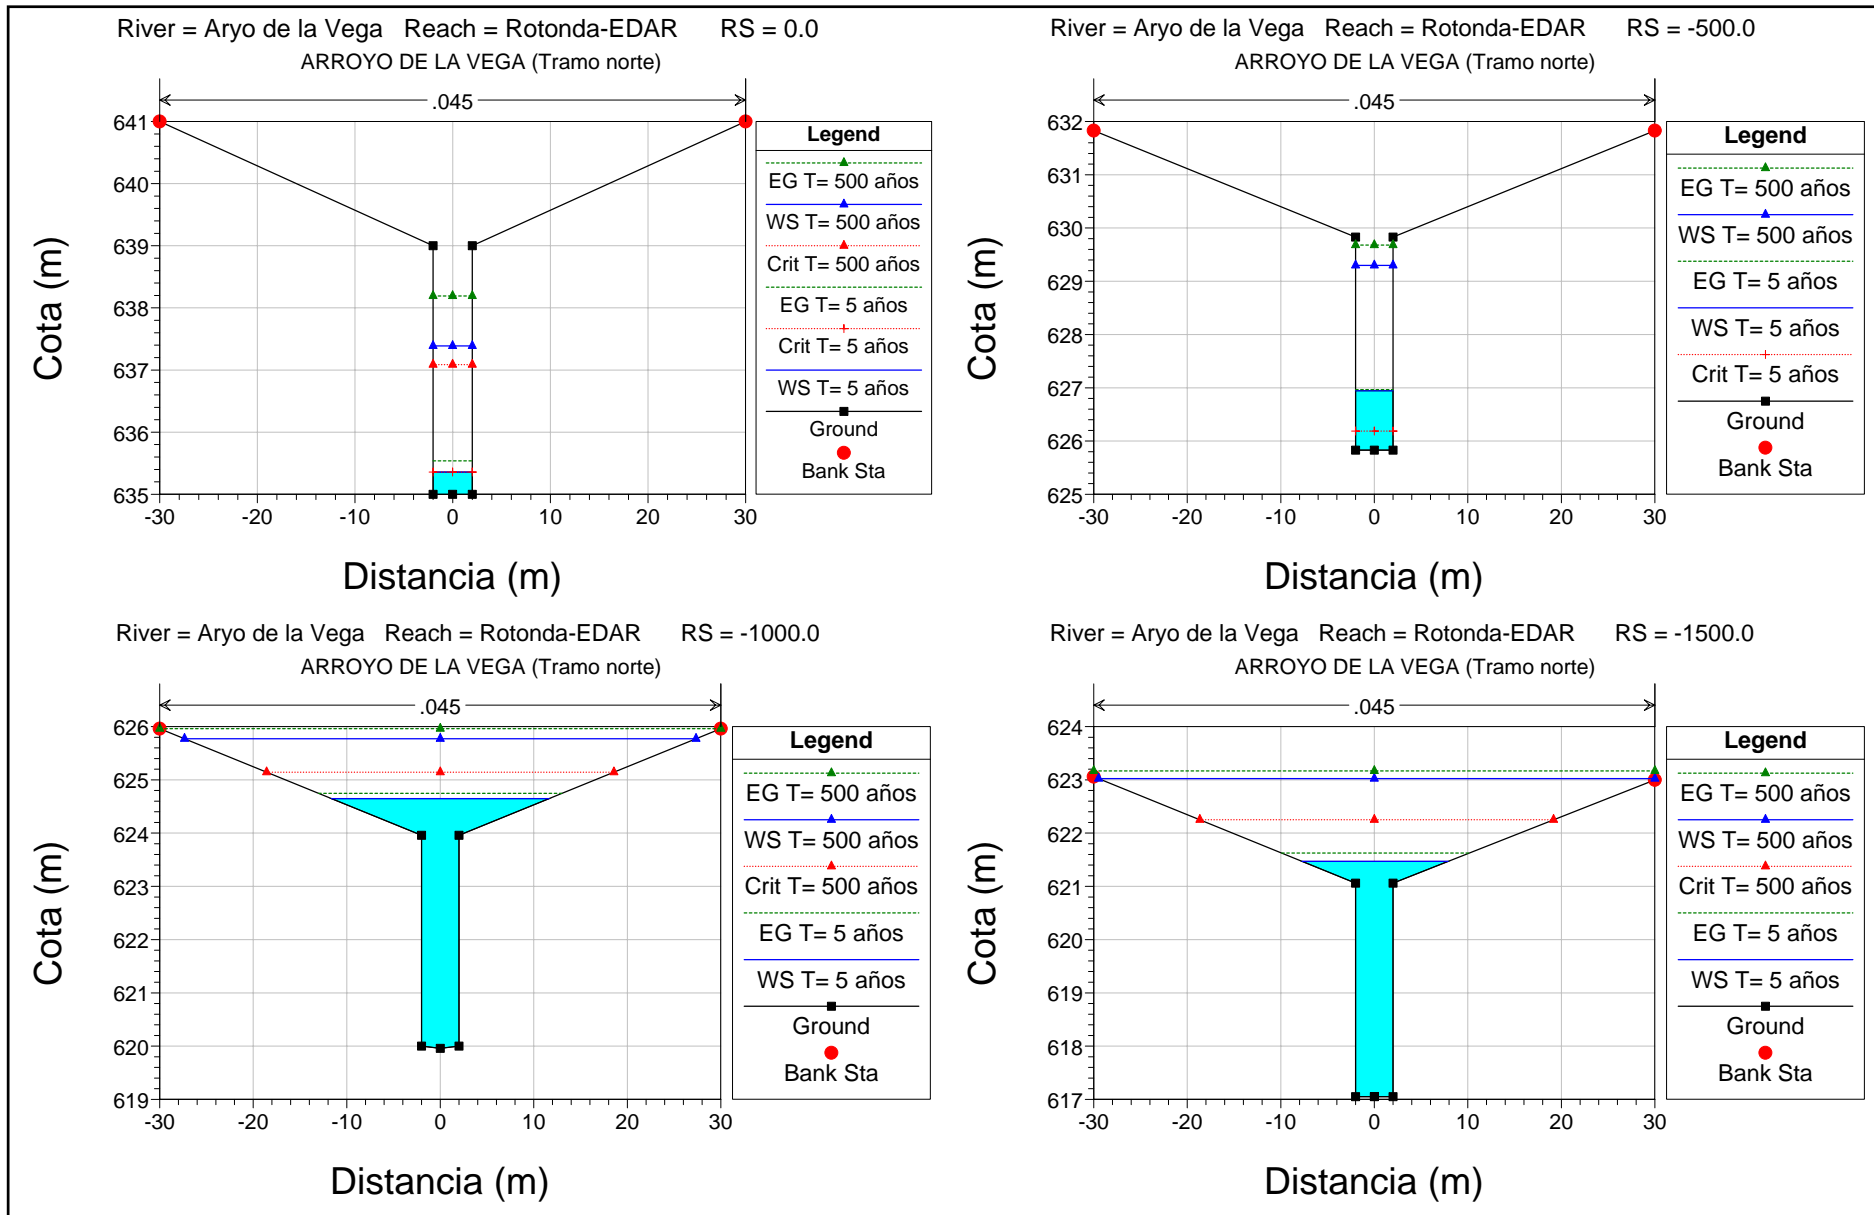 River = Aryo de la Vega   Reach = Rotonda-EDAR   RS = 0.0
ARROYO DE LA VEGA (Tramo norte)
.045
641
640
639
638
637
636
635
-30
-20
-10
0
10
20
30
Cota (m)
Distancia (m)
Legend
EG T= 500 años
WS T= 500 años
Crit T= 500 años
EG T= 5 años
Crit T= 5 años
WS T= 5 años
Ground
Bank Sta
River = Aryo de la Vega   Reach = Rotonda-EDAR   RS = -500.0
ARROYO DE LA VEGA (Tramo norte)
.045
632
631
630
629
628
627
626
625
-30
-20
-10
0
10
20
30
Cota (m)
Distancia (m)
Legend
EG T= 500 años
WS T= 500 años
EG T= 5 años
WS T= 5 años
Crit T= 5 años
Ground
Bank Sta
River = Aryo de la Vega   Reach = Rotonda-EDAR   RS = -1000.0
ARROYO DE LA VEGA (Tramo norte)
.045
626
625
624
623
622
621
620
619
-30
-20
-10
0
10
20
30
Cota (m)
Distancia (m)
Legend
EG T= 500 años
WS T= 500 años
Crit T= 500 años
EG T= 5 años
WS T= 5 años
Ground
Bank Sta
River = Aryo de la Vega   Reach = Rotonda-EDAR   RS = -1500.0
ARROYO DE LA VEGA (Tramo norte)
.045
624
623
622
621
620
619
618
617
-30
-20
-10
0
10
20
30
Cota (m)
Distancia (m)
Legend
EG T= 500 años
WS T= 500 años
Crit T= 500 años
EG T= 5 años
WS T= 5 años
Ground
Bank Sta